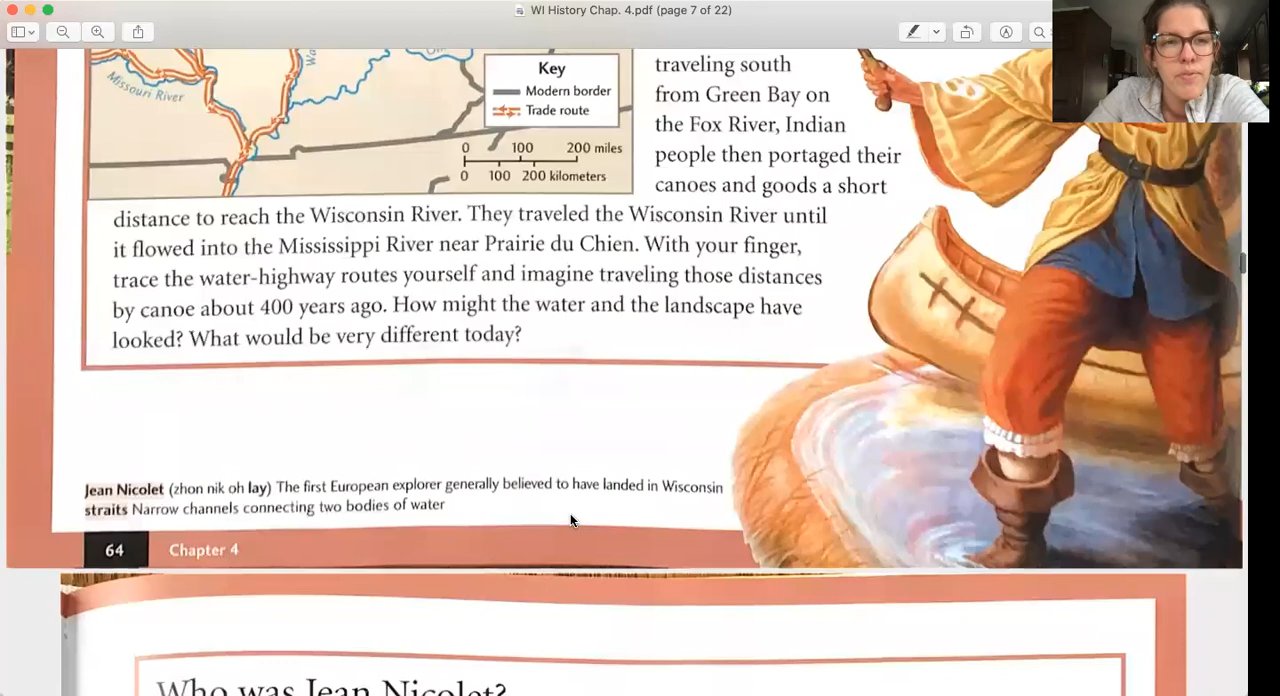 WI History Chap. 4.pdf (page 7 of 22)
Missouri River
Key
Modern border
Trade route
0 100 200 miles
0 100 200 kilometers
traveling south
from Green Bay on
the Fox River, Indian
people then portaged their
canoes and goods a short
distance to reach the Wisconsin River. They traveled the Wisconsin River until
it flowed into the Mississippi River near Prairie du Chien. With your finger,
trace the water-highway routes yourself and imagine traveling those distances
by canoe about 400 years ago. How might the water and the landscape have
looked? What would be very different today?
Jean Nicolet (zhon nik oh lay) The first European explorer generally believed to have landed in Wisconsin
straits Narrow channels connecting two bodies of water
64 Chapter 4
Who was Jean Nicolet?